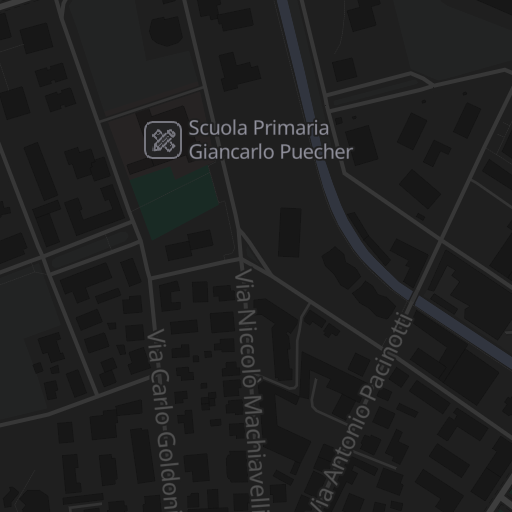 Scuola Primaria
Giancarlo Puecher
Via Niccolò Machiavelli
Via Carlo Goldoni
Via Antonio Pacinotti